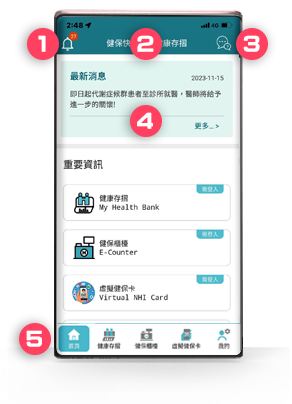 2:48
4G
1
27
健保快
2
康存摺
3
最新消息
2023-11-15
即日起代謝症候群患者至診所就醫，醫師將給予
進一步的關懷!
4
更多...>
重要資訊
需登入
健康存摺
My Health Bank
需登入
健保櫃檯
E-Counter
需登入
虛擬健保卡
Virtual NHI Card
5
首頁
健康存摺
健保櫃檯
虛擬健保卡
我的